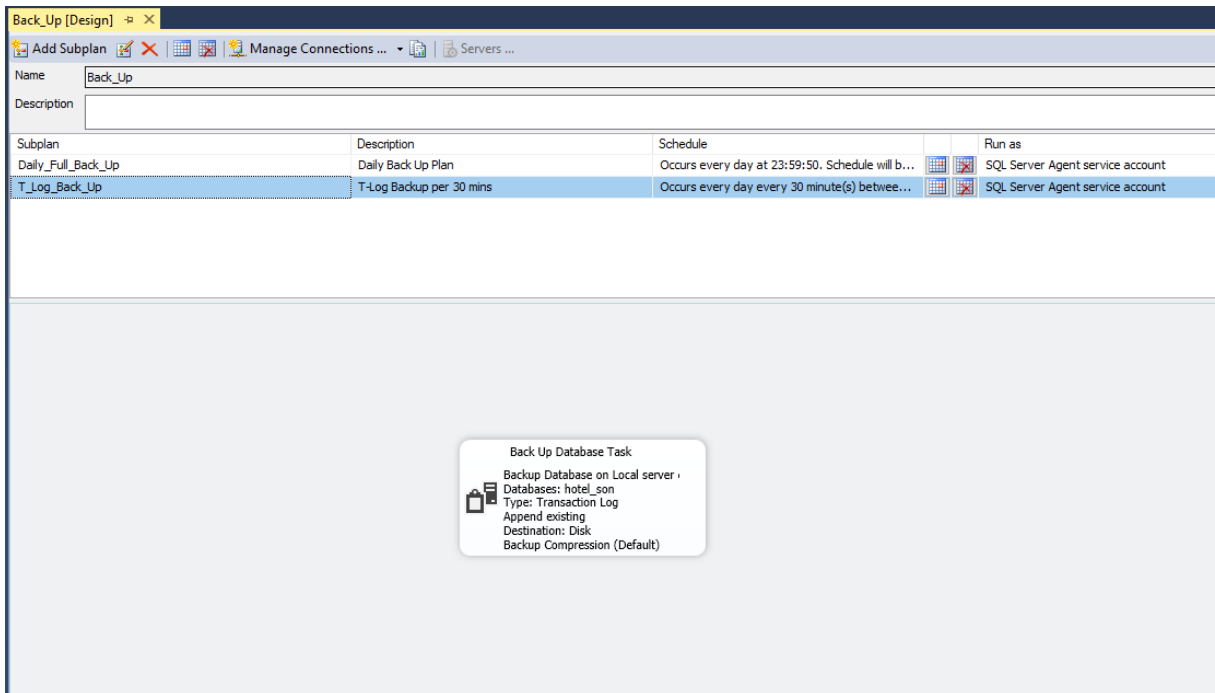 Back_Up [Design]
Add Subplan Manage Connections ... Servers ...
Name Back_Up
Description
Subplan Description Schedule Run as
Daily_Full_Back_Up Daily Back Up Plan Occurs every day at 23:59:50. Schedule will b... SQL Server Agent service account
T_Log_Back_Up T-Log Backup per 30 mins Occurs every day every 30 minute(s) betwee... SQL Server Agent service account
Back Up Database Task
Backup Database on Local server
Databases: hotel_son
Type: Transaction Log
Append existing
Destination: Disk
Backup Compression (Default)